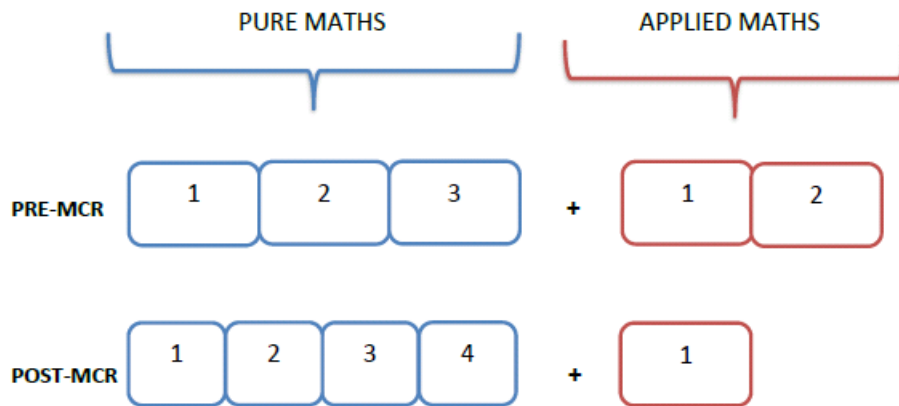 PURE MATHS APPLIED MATHS
PRE-MCR 1 2 3 + 1 2
POST-MCR 1 2 3 4 + 1